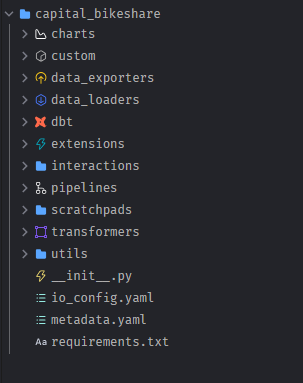 capital_bikeshare
charts
custom
data_exporters
data_loaders
dbt
extensions
interactions
pipelines
scratchpads
transformers
utils
__init__.py
io_config.yaml
metadata.yaml
Aa requirements.txt